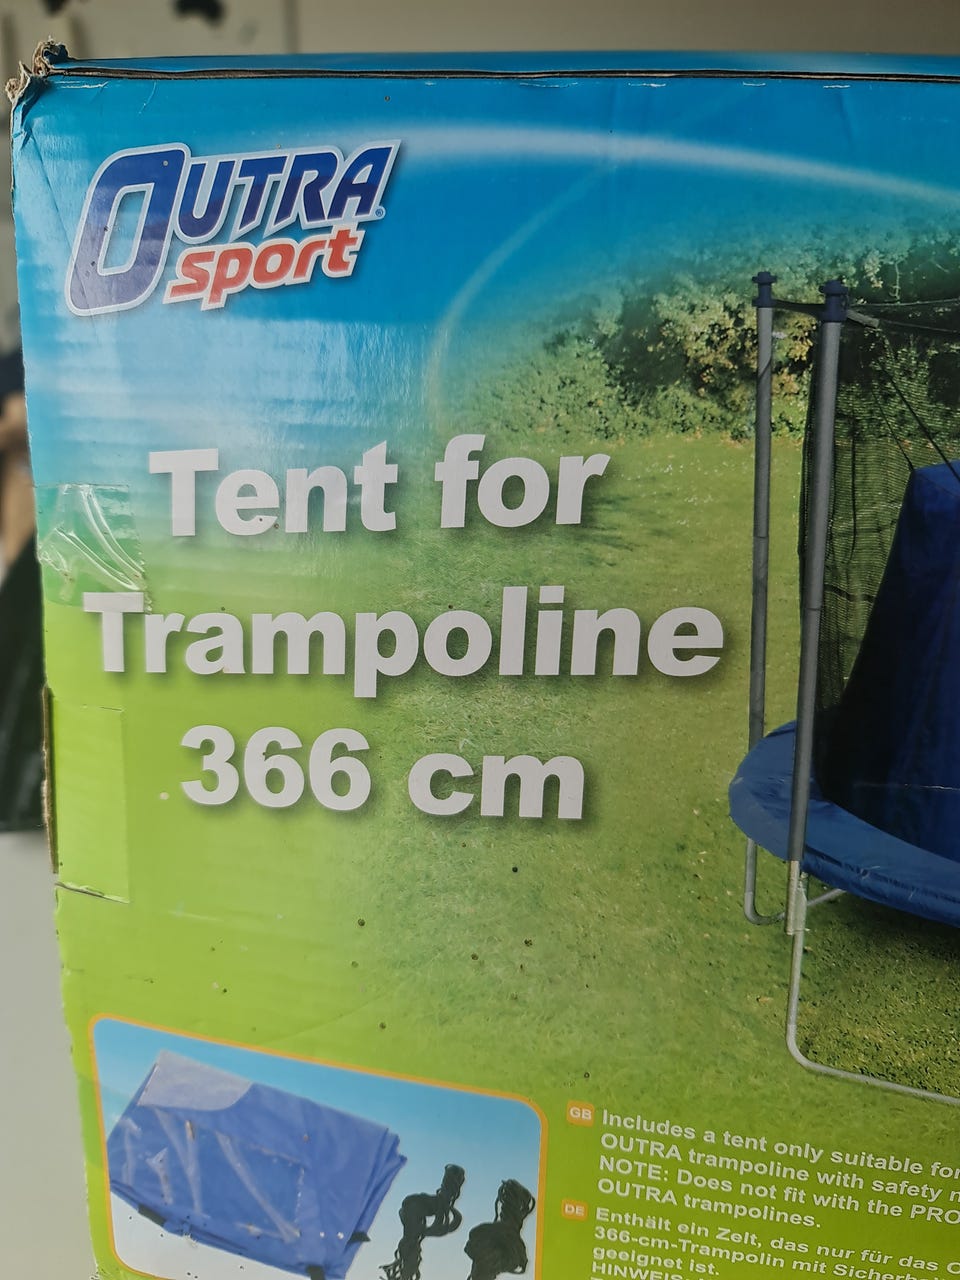 OUTRA®
sport
Tent for
Trampoline
366 cm
GB Includes a tent only suitable for
OUTRA trampoline with safety
NOTE: Does not fit with the PRO
OUTRA trampolines.
DE Enthält ein Zelt, das nur für das
366-cm-Trampolin mit
geeignet ist.
HINWEIS